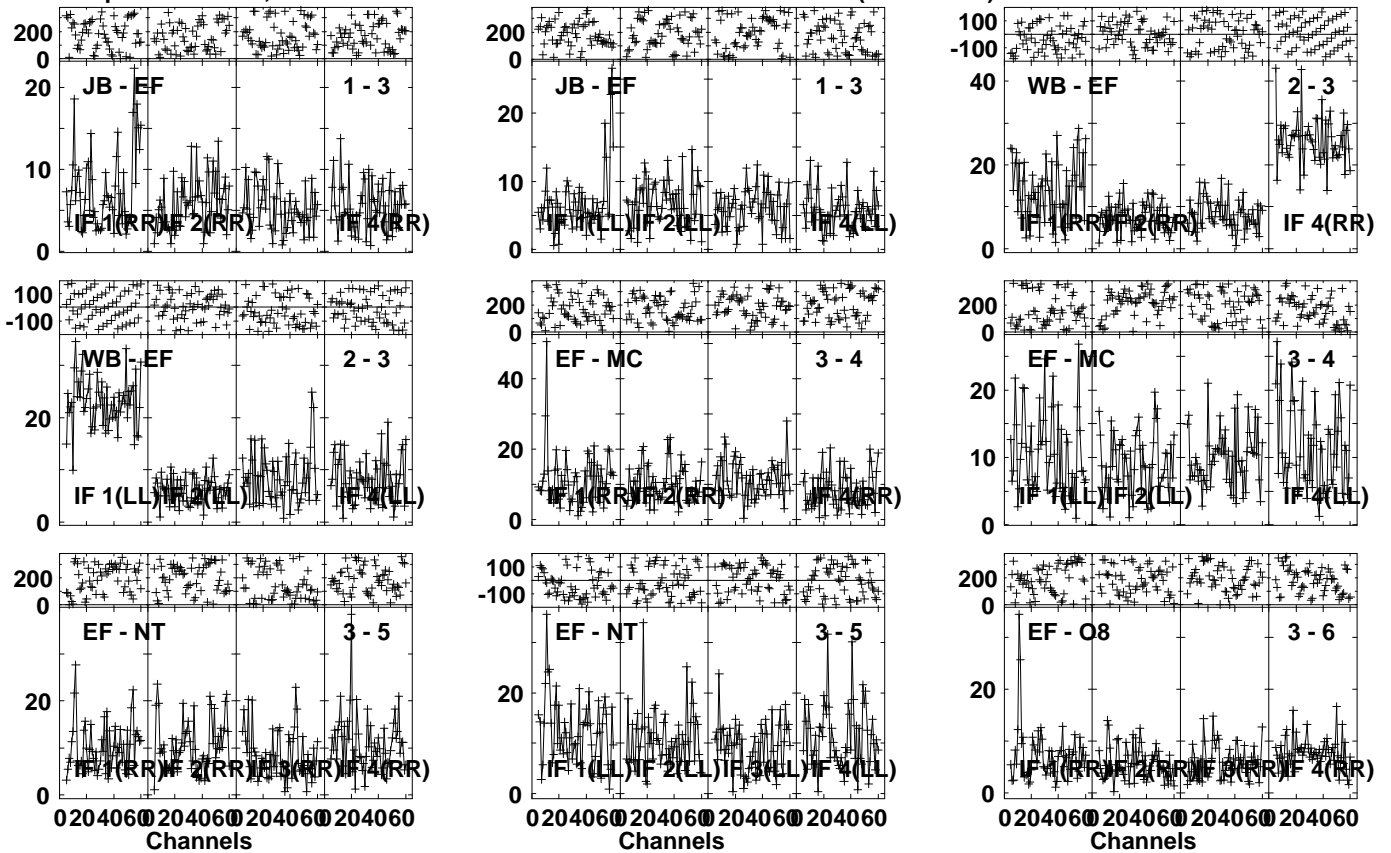 200
0
200
0
100
-100
JB - EF 1 - 3
20
10
0
IF 1(RR) IF 2(RR) IF 4(RR)
JB - EF 1 - 3
20
10
0
IF 1(LL) IF 2(LL) IF 4(LL)
WB - EF 2 - 3
40
20
0
IF 1(RR) IF 2(RR) IF 4(RR)
100
-100
200
0
200
0
WB - EF 2 - 3
20
0
IF 1(LL) IF 2(LL) IF 4(LL)
EF - MC 3 - 4
40
20
0
IF 1(RR) IF 2(RR) IF 4(RR)
EF - MC 3 - 4
20
10
0
IF 1(LL) IF 2(LL) IF 4(LL)
200
0
100
-100
200
0
EF - NT 3 - 5
20
0
IF 1(RR) IF 2(RR) IF 3(RR) IF 4(RR)
EF - NT 3 - 5
20
0
IF 1(LL) IF 2(LL) IF 3(LL) IF 4(LL)
EF - O8 3 - 6
20
0
IF 1(RR) IF 2(RR) IF 3(RR) IF 4(RR)
0 20 40 60 0 20 40 60 0 20 40 60 0 20 40 60
Channels
0 20 40 60 0 20 40 60 0 20 40 60 0 20 40 60
Channels
0 20 40 60 0 20 40 60 0 20 40 60 0 20 40 60
Channels